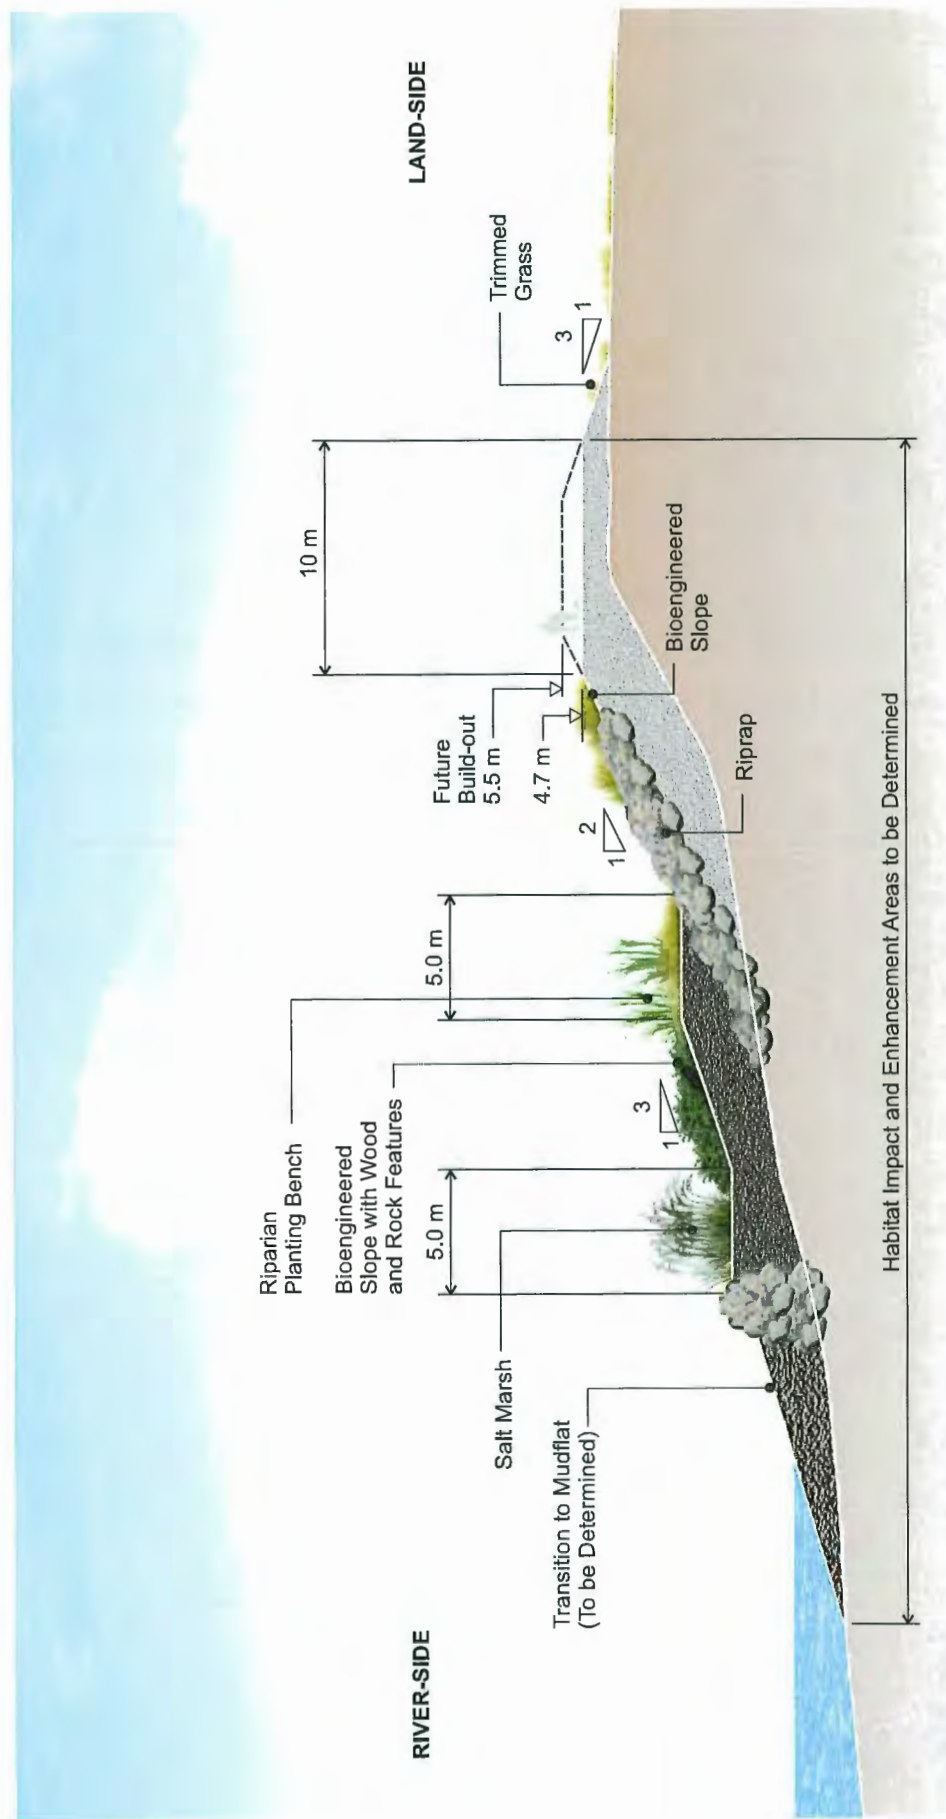 RIVER-SIDE
LAND-SIDE
Transition to Mudflat
(To be Determined)
Salt Marsh
5.0 m
Riparian
Planting Bench
Bioengineered
Slope with Wood
and Rock Features
1
3
5.0 m
1
2
Future
Build-out
5.5 m
4.7 m
10 m
Riprap
Bioengineered
Slope
Trimmed
Grass
3
1
Habitat Impact and Enhancement Areas to be Determined